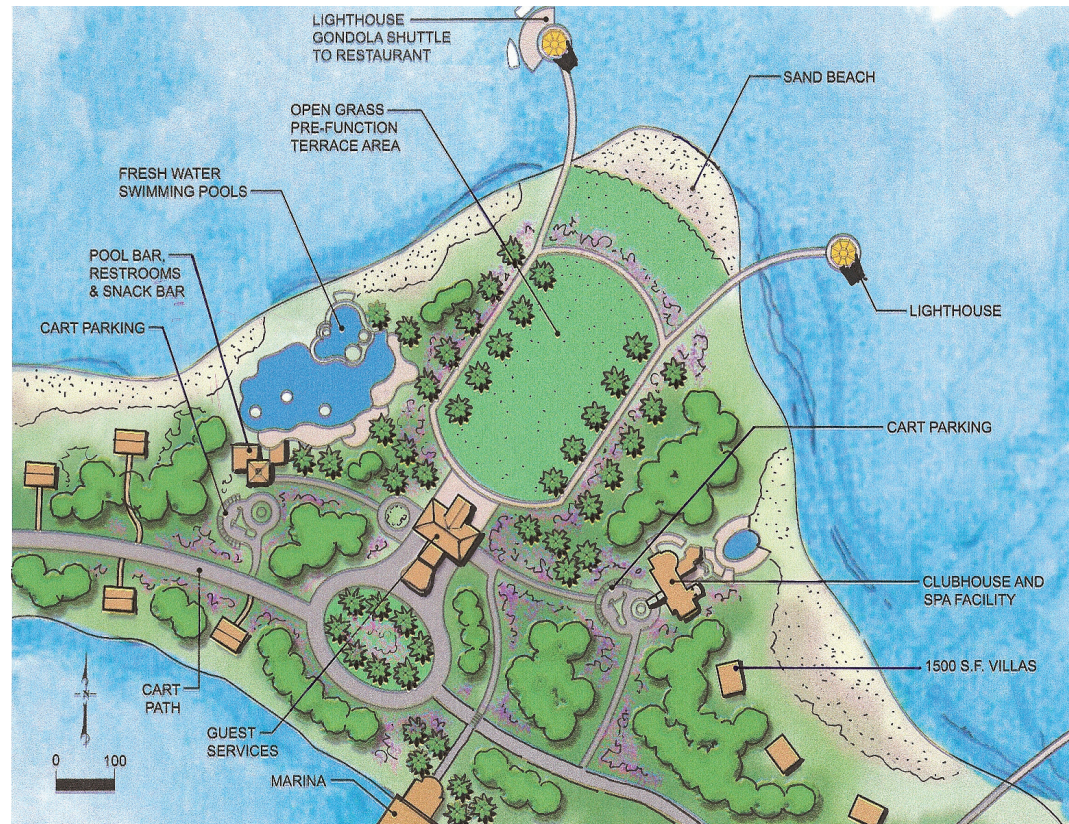 LIGHTHOUSE
GONDOLA SHUTTLE
TO RESTAURANT
SAND BEACH
OPEN GRASS
PRE-FUNCTION
TERRACE AREA
FRESH WATER
SWIMMING POOLS
POOL BAR,
RESTROOMS
& SNACK BAR
CART PARKING
LIGHTHOUSE
CART PARKING
CLUBHOUSE AND
SPA FACILITY
1500 S.F. VILLAS
CART
PATH
GUEST
SERVICES
MARINA
N
0 100